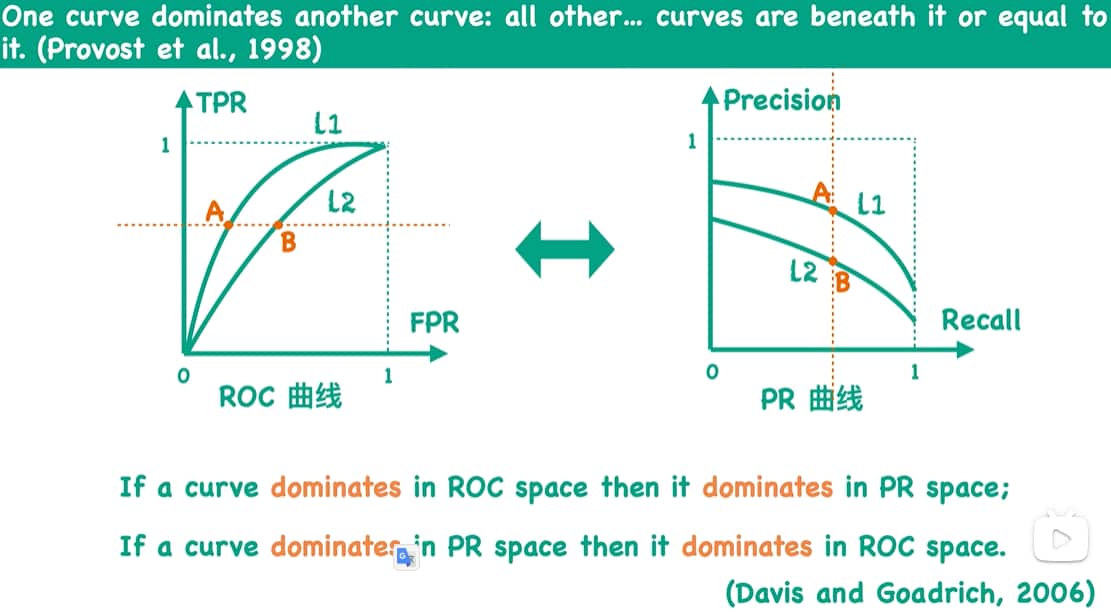 One curve dominates another curve: all other... curves are beneath it or equal to
it. (Provost et al., 1998)
TPR
Precision
1
L1
L2
A
B
FPR
0
1
ROC 曲线
1
A
L1
L2
B
Recall
0
1
PR 曲线
If a curve dominates in ROC space then it dominates in PR space;
If a curve dominates in PR space then it dominates in ROC space.
(Davis and Goadrich, 2006)